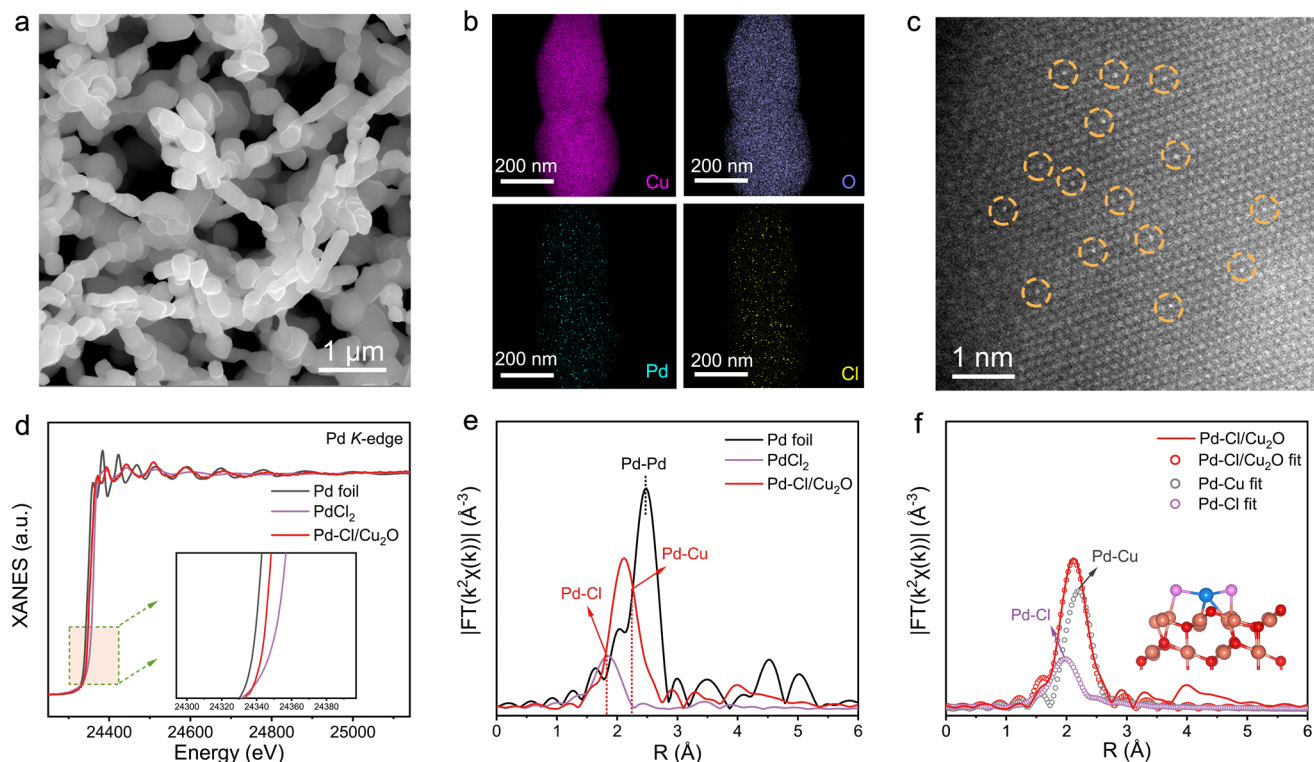 a
1 μm
b
200 nm
Cu
200 nm
O
200 nm
Pd
200 nm
Cl
c
1 nm
d
Pd K-edge
Pd foil
PdCl₂
Pd-Cl/Cu₂O
24300 24320 24340 24360 24380
XANES (a.u.)
24400 24600 24800 25000
Energy (eV)
e
Pd foil
PdCl₂
Pd-Cl/Cu₂O
Pd-Pd
Pd-Cu
Pd-Cl
|FT(k²χ(k))| (Å⁻³)
0 1 2 3 4 5 6
R (Å)
f
Pd-Cl/Cu₂O
Pd-Cl/Cu₂O fit
Pd-Cu fit
Pd-Cl fit
Pd-Cu
Pd-Cl
|FT(k²χ(k))| (Å⁻³)
0 1 2 3 4 5 6
R (Å)